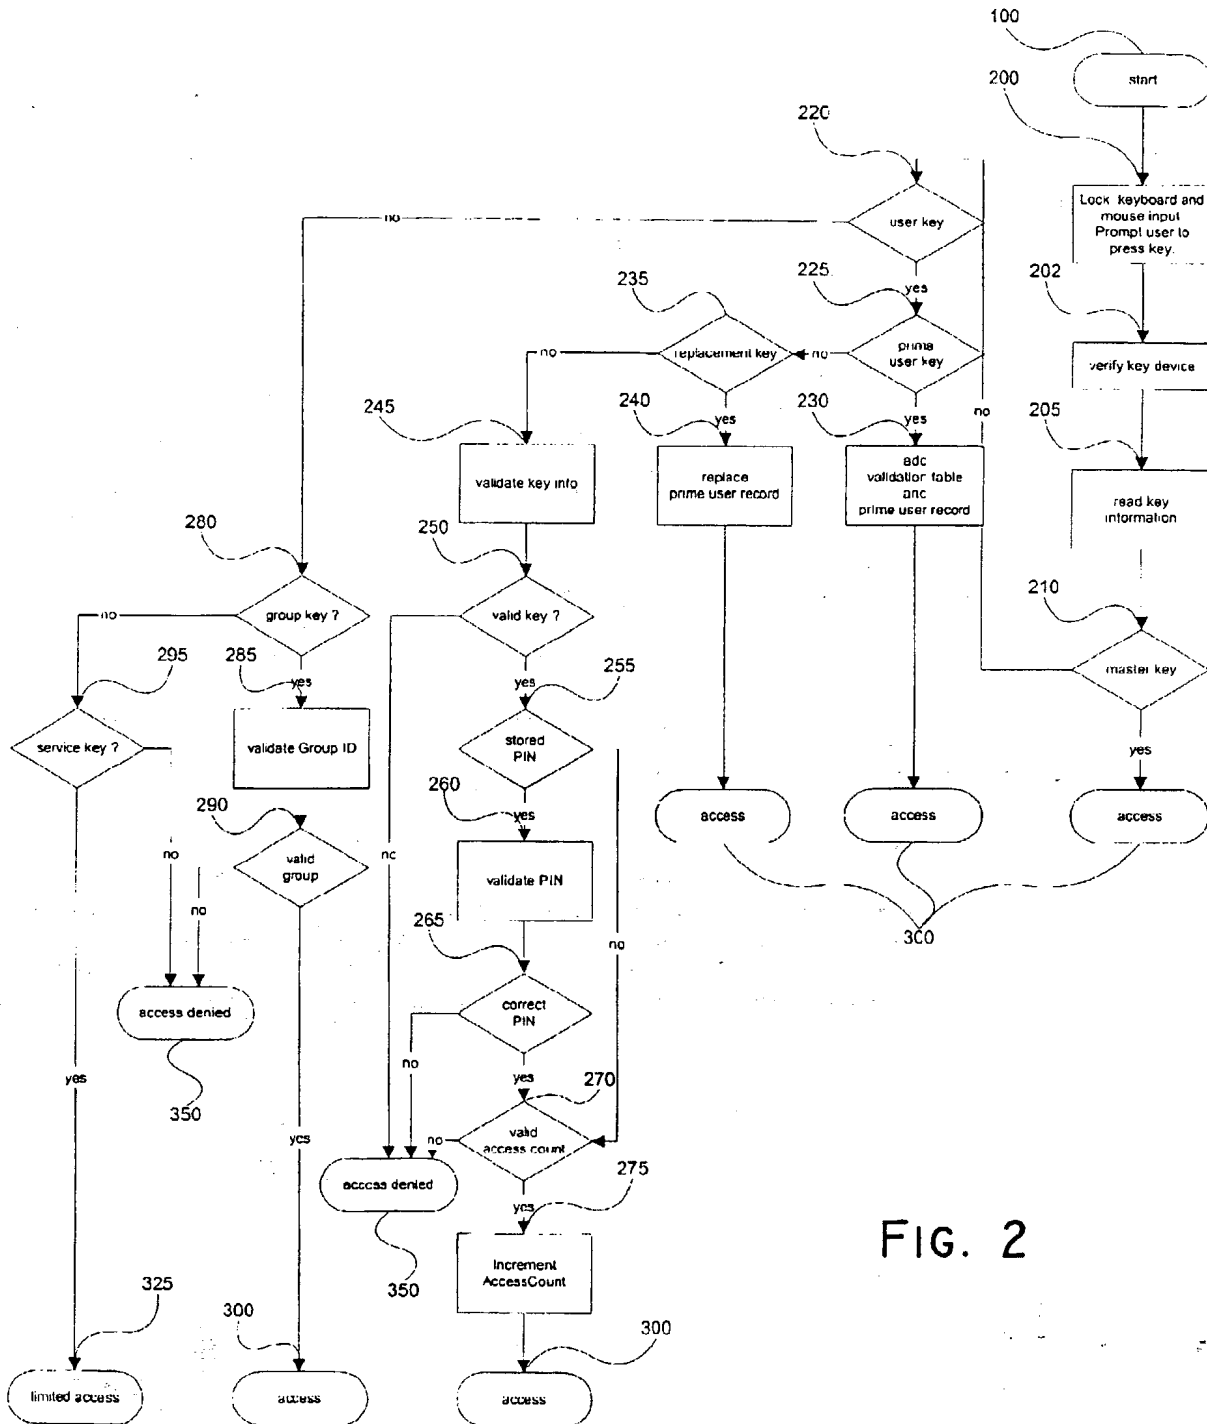 100
start
200
220
Lock keyboard and
mouse input
Prompt user to
press key.
no
user key
202
235
225
yes
replacement key
no
prime
user key
no
verify key device
245
240
yes
230
yes
no
205
validate key info
replace
prime user record
add
validation table
and
prime user record
read key
information
280
250
210
no
group key ?
valid key ?
master key
295
285
yes
yes
255
service key ?
validate Group ID
stored
PIN
yes
290
260
yes
access
access
access
no
valid
group
no
validate PIN
no
265
no
300
access denied
correct
PIN
no
yes
yes
350
270
yes
no
valid
access count
275
access denied
yes
350
Increment
AccessCount
FIG. 2
325
300
300
limited access
access
access